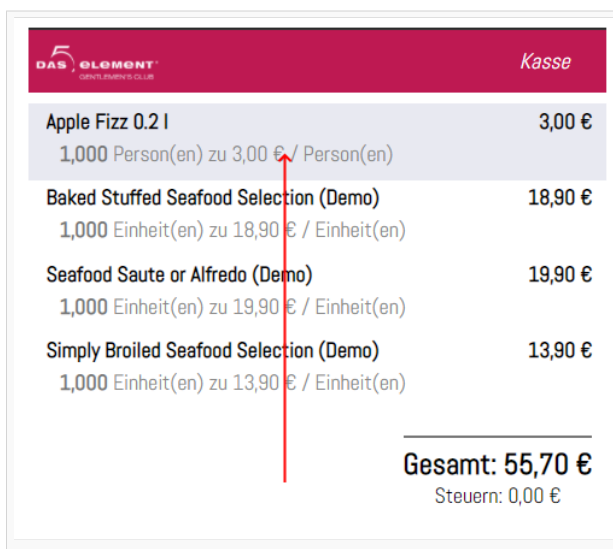 DAS 5 ELEMENT
GENTLEMEN'S CLUB
Kasse
Apple Fizz 0.2 l 3,00 €
1,000 Person(en) zu 3,00 € / Person(en)
Baked Stuffed Seafood Selection (Demo) 18,90 €
1,000 Einheit(en) zu 18,90 € / Einheit(en)
Seafood Saute or Alfredo (Demo) 19,90 €
1,000 Einheit(en) zu 19,90 € / Einheit(en)
Simply Broiled Seafood Selection (Demo) 13,90 €
1,000 Einheit(en) zu 13,90 € / Einheit(en)
Gesamt: 55,70 €
Steuern: 0,00 €